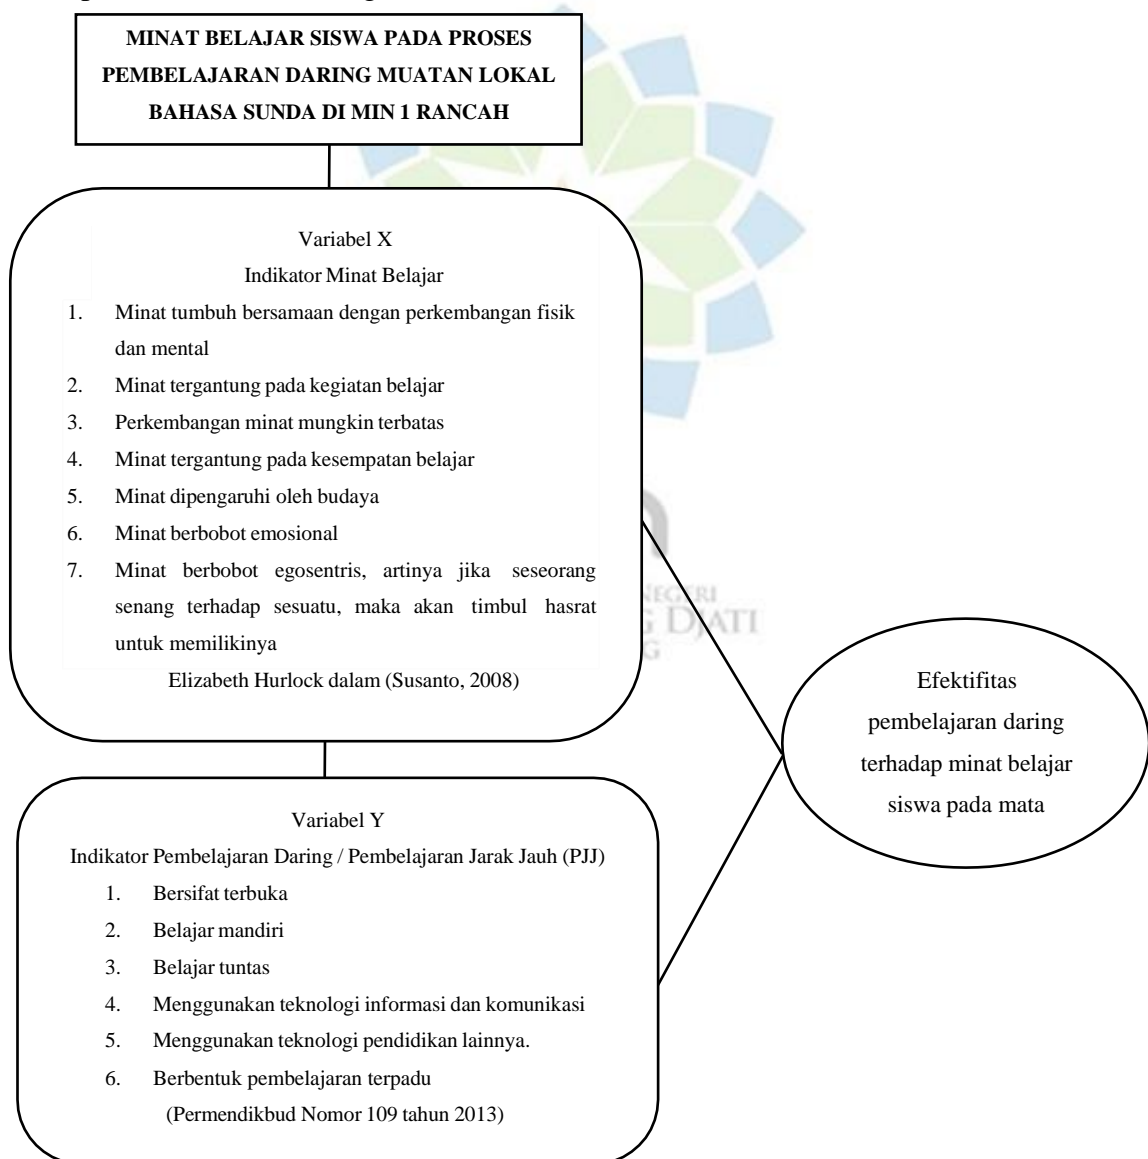 MINAT BELAJAR SISWA PADA PROSES
PEMBELAJARAN DARING MUATAN LOKAL
BAHASA SUNDA DI MIN 1 RANCAH
Variabel X
Indikator Minat Belajar
1. Minat tumbuh bersamaan dengan perkembangan fisik
dan mental
2. Minat tergantung pada kegiatan belajar
3. Perkembangan minat mungkin terbatas
4. Minat tergantung pada kesempatan belajar
5. Minat dipengaruhi oleh budaya
6. Minat berbobot emosional
7. Minat berbobot egosentris, artinya jika seseorang
senang terhadap sesuatu, maka akan timbul hasrat
untuk memilikinya
Elizabeth Hurlock dalam (Susanto, 2008)
NEGERI
G DJATI
G
Efektifitas
pembelajaran daring
terhadap minat belajar
siswa pada mata
Variabel Y
Indikator Pembelajaran Daring / Pembelajaran Jarak Jauh (PJJ)
1. Bersifat terbuka
2. Belajar mandiri
3. Belajar tuntas
4. Menggunakan teknologi informasi dan komunikasi
5. Menggunakan teknologi pendidikan lainnya.
6. Berbentuk pembelajaran terpadu
(Permendikbud Nomor 109 tahun 2013)